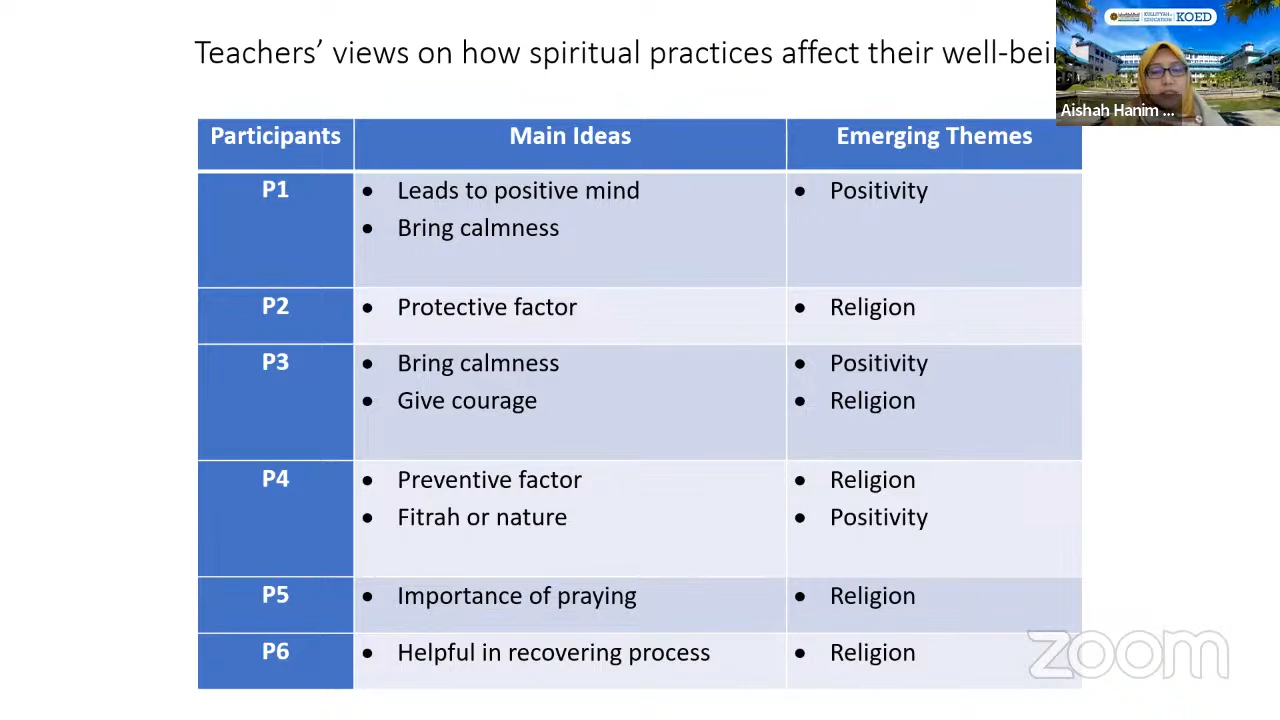 Teachers’ views on how spiritual practices affect their well-bei
KULLIYYAH of EDUCATION
KOED
Aishah Hanim ...
Participants Main Ideas Emerging Themes
P1 • Leads to positive mind • Positivity
• Bring calmness
P2 • Protective factor • Religion
P3 • Bring calmness • Positivity
• Give courage • Religion
P4 • Preventive factor • Religion
• Fitrah or nature • Positivity
P5 • Importance of praying • Religion
P6 • Helpful in recovering process • Religion
zoom